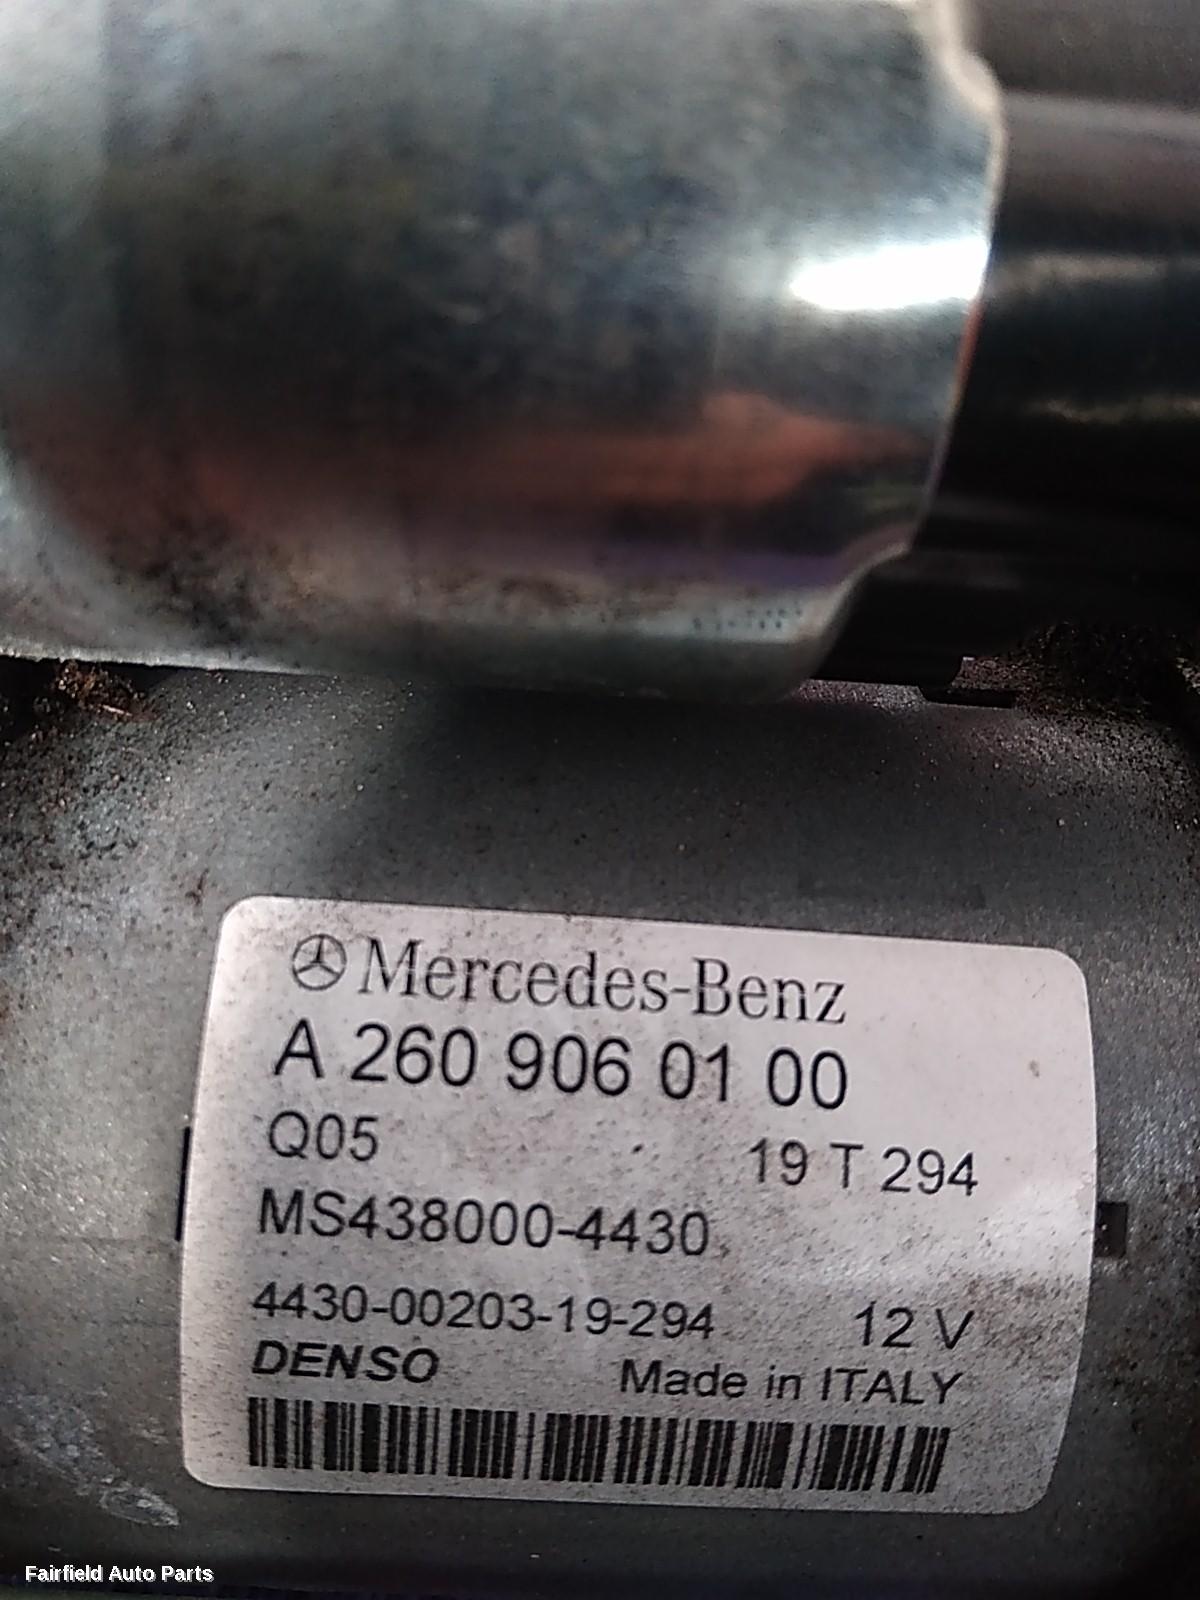 Mercedes-Benz
A 260 906 01 00
Q05 19 T 294
MS438000-4430
4430-00203-19-294 12 V
DENSO Made in ITALY
Fairfield Auto Parts